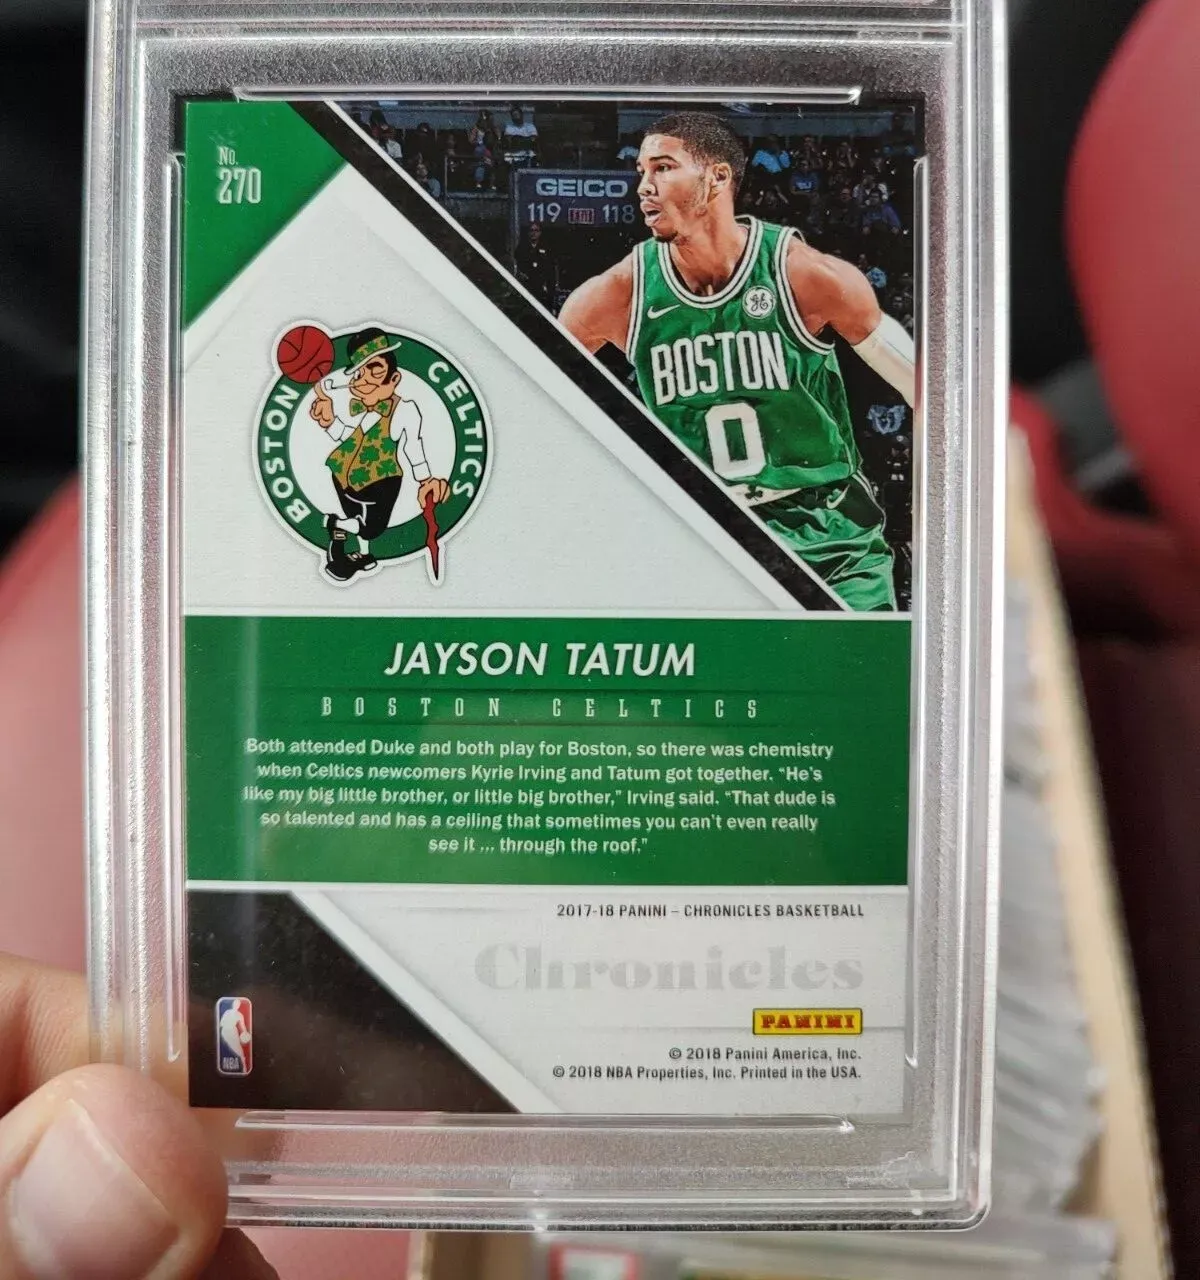 No.
270
GEICO
119 118
BOSTON
0
BOSTON CELTICS
JAYSON TATUM
BOSTON CELTICS
Both attended Duke and both play for Boston, so there was chemistry
when Celtics newcomers Kyrie Irving and Tatum got together. "He's
like my big little brother, or little big brother," Irving said. "That dude is
so talented and has a ceiling that sometimes you can't even really
see it ... through the roof."
2017-18 PANINI – CHRONICLES BASKETBALL
Chronicles
PANINI
NBA
© 2018 Panini America, Inc.
© 2018 NBA Properties, Inc. Printed in the USA.